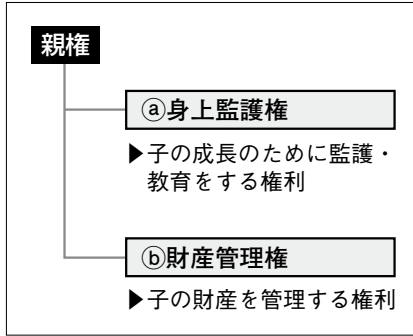 親権
ⓐ身上監護権
▶子の成長のために監護・
教育をする権利
ⓑ財産管理権
▶子の財産を管理する権利